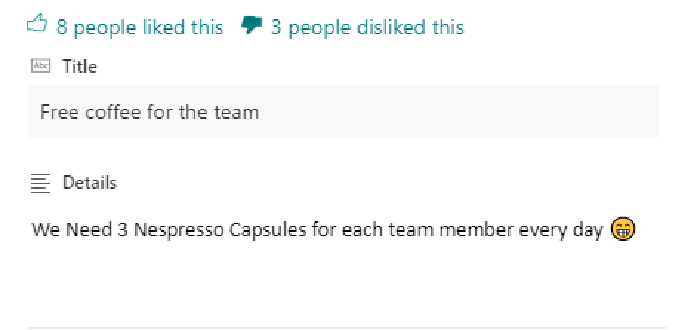 8 people liked this 3 people disliked this
Abc Title
Free coffee for the team
Details
We Need 3 Nespresso Capsules for each team member every day 😁